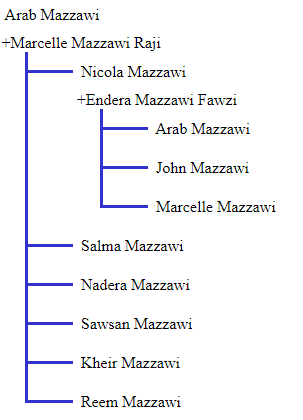 Arab Mazzawi
+Marcelle Mazzawi Raji
Nicola Mazzawi
+Endera Mazzawi Fawzi
Arab Mazzawi
John Mazzawi
Marcelle Mazzawi
Salma Mazzawi
Nadera Mazzawi
Sawsan Mazzawi
Kheir Mazzawi
Reem Mazzawi